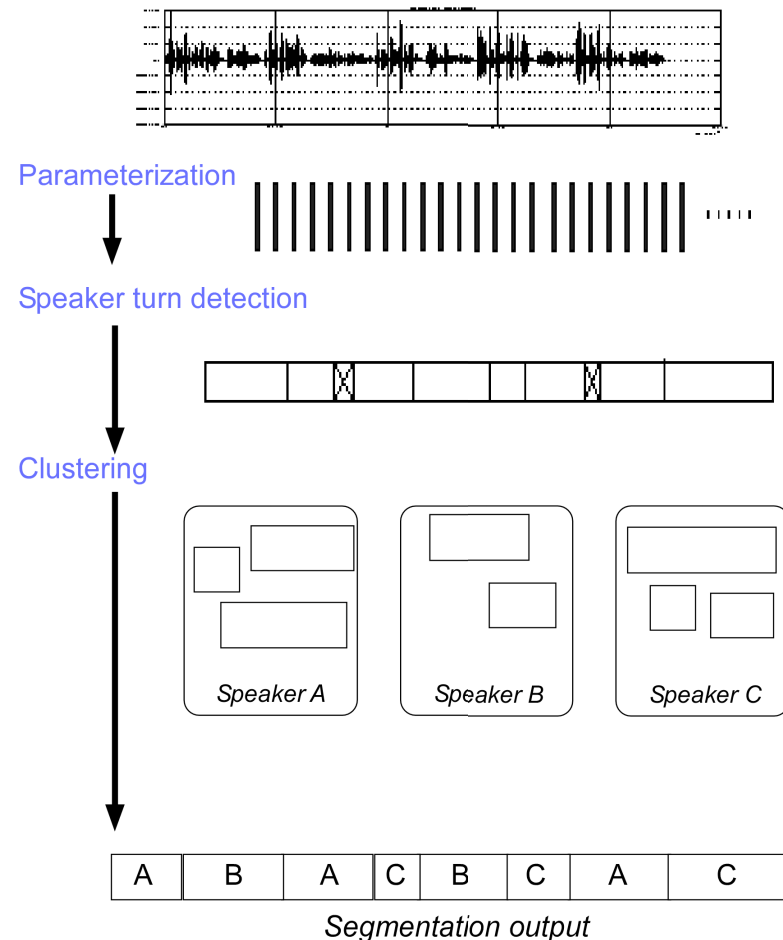 Parameterization
Speaker turn detection
Clustering
Speaker A Speaker B Speaker C
A B A C B C A C
Segmentation output